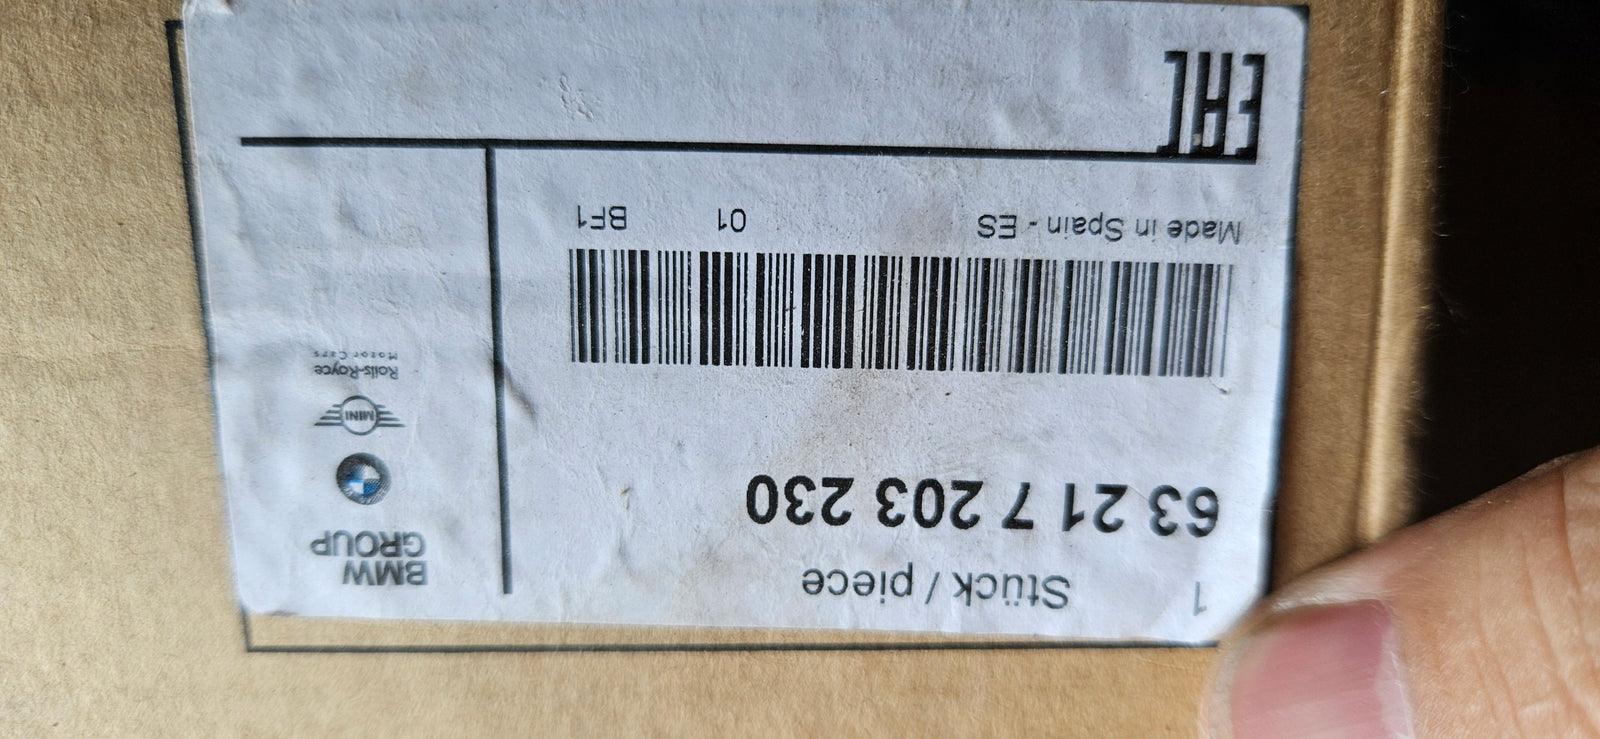 1 Stück / piece
63 21 7 203 230
Made in Spain - ES 01 BF1
EAC
BMW
GROUP
MINI
Rolls-Royce
Motor Cars